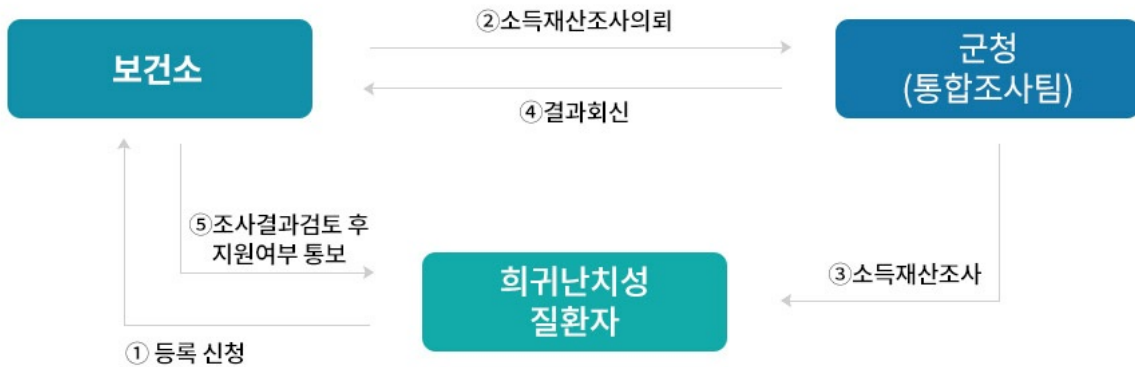 ②소득재산조사의뢰
보건소
군청
(통합조사팀)
④결과회신
⑤조사결과검토 후
지원여부 통보
희귀난치성
질환자
③소득재산조사
① 등록 신청